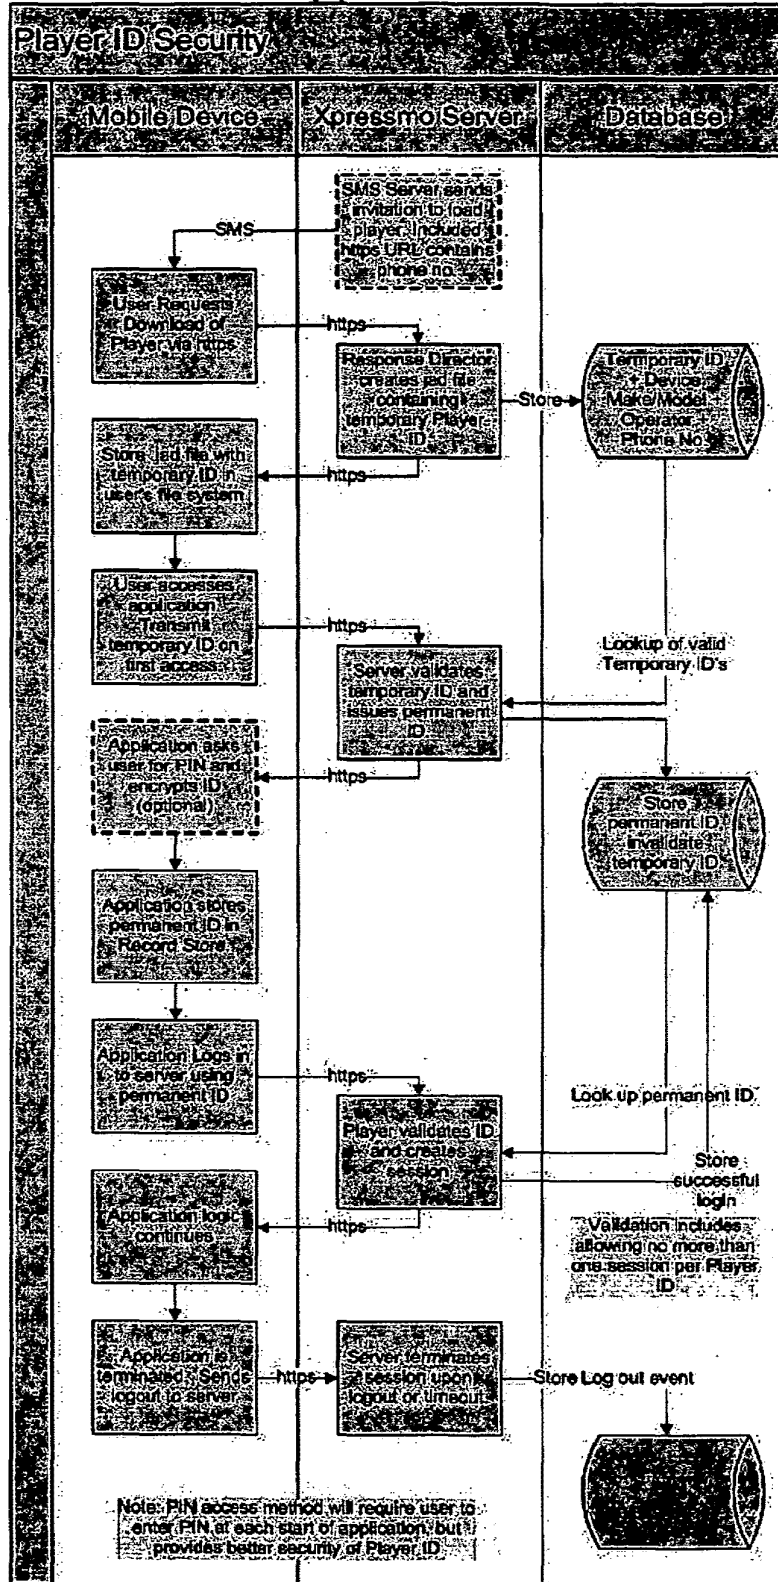 Player ID Security
Mobile Device
Xpressmo Server
Database
SMS Server sends
invitation to load
player. Included
https URL contains
phone no.
SMS
User Requests
Download of
Player via https
https
Response Director
creates jad file
containing
temporary Player
ID
Store
Termporary ID
+ Device
Make/Model
Operator
Phone No.
Store jad file with
temporary ID in
user's file system
https
User accesses
application
Transmit
temporary ID on
first access
https
Server validates
temporary ID and
issues permanent
ID
Lookup of valid
Temporary ID's
Application asks
user for PIN and
encrypts ID
(optional)
https
Store
permanent ID
invalidate
temporary ID
Application stores
permanent ID in
Record Store
Application Logs in
to server using
permanent ID
https
Player validates ID
and creates
session
Look up permanent ID
Store
successful
login
Application logic
continues
https
Validation includes
allowing no more than
one session per Player
ID
Application is
terminated. Sends
logout to server
https
Server terminates
session upon
logout or timeout
Store Log out event
Note: PIN access method will require user to
enter PIN at each start of application, but
provides better security of Player ID